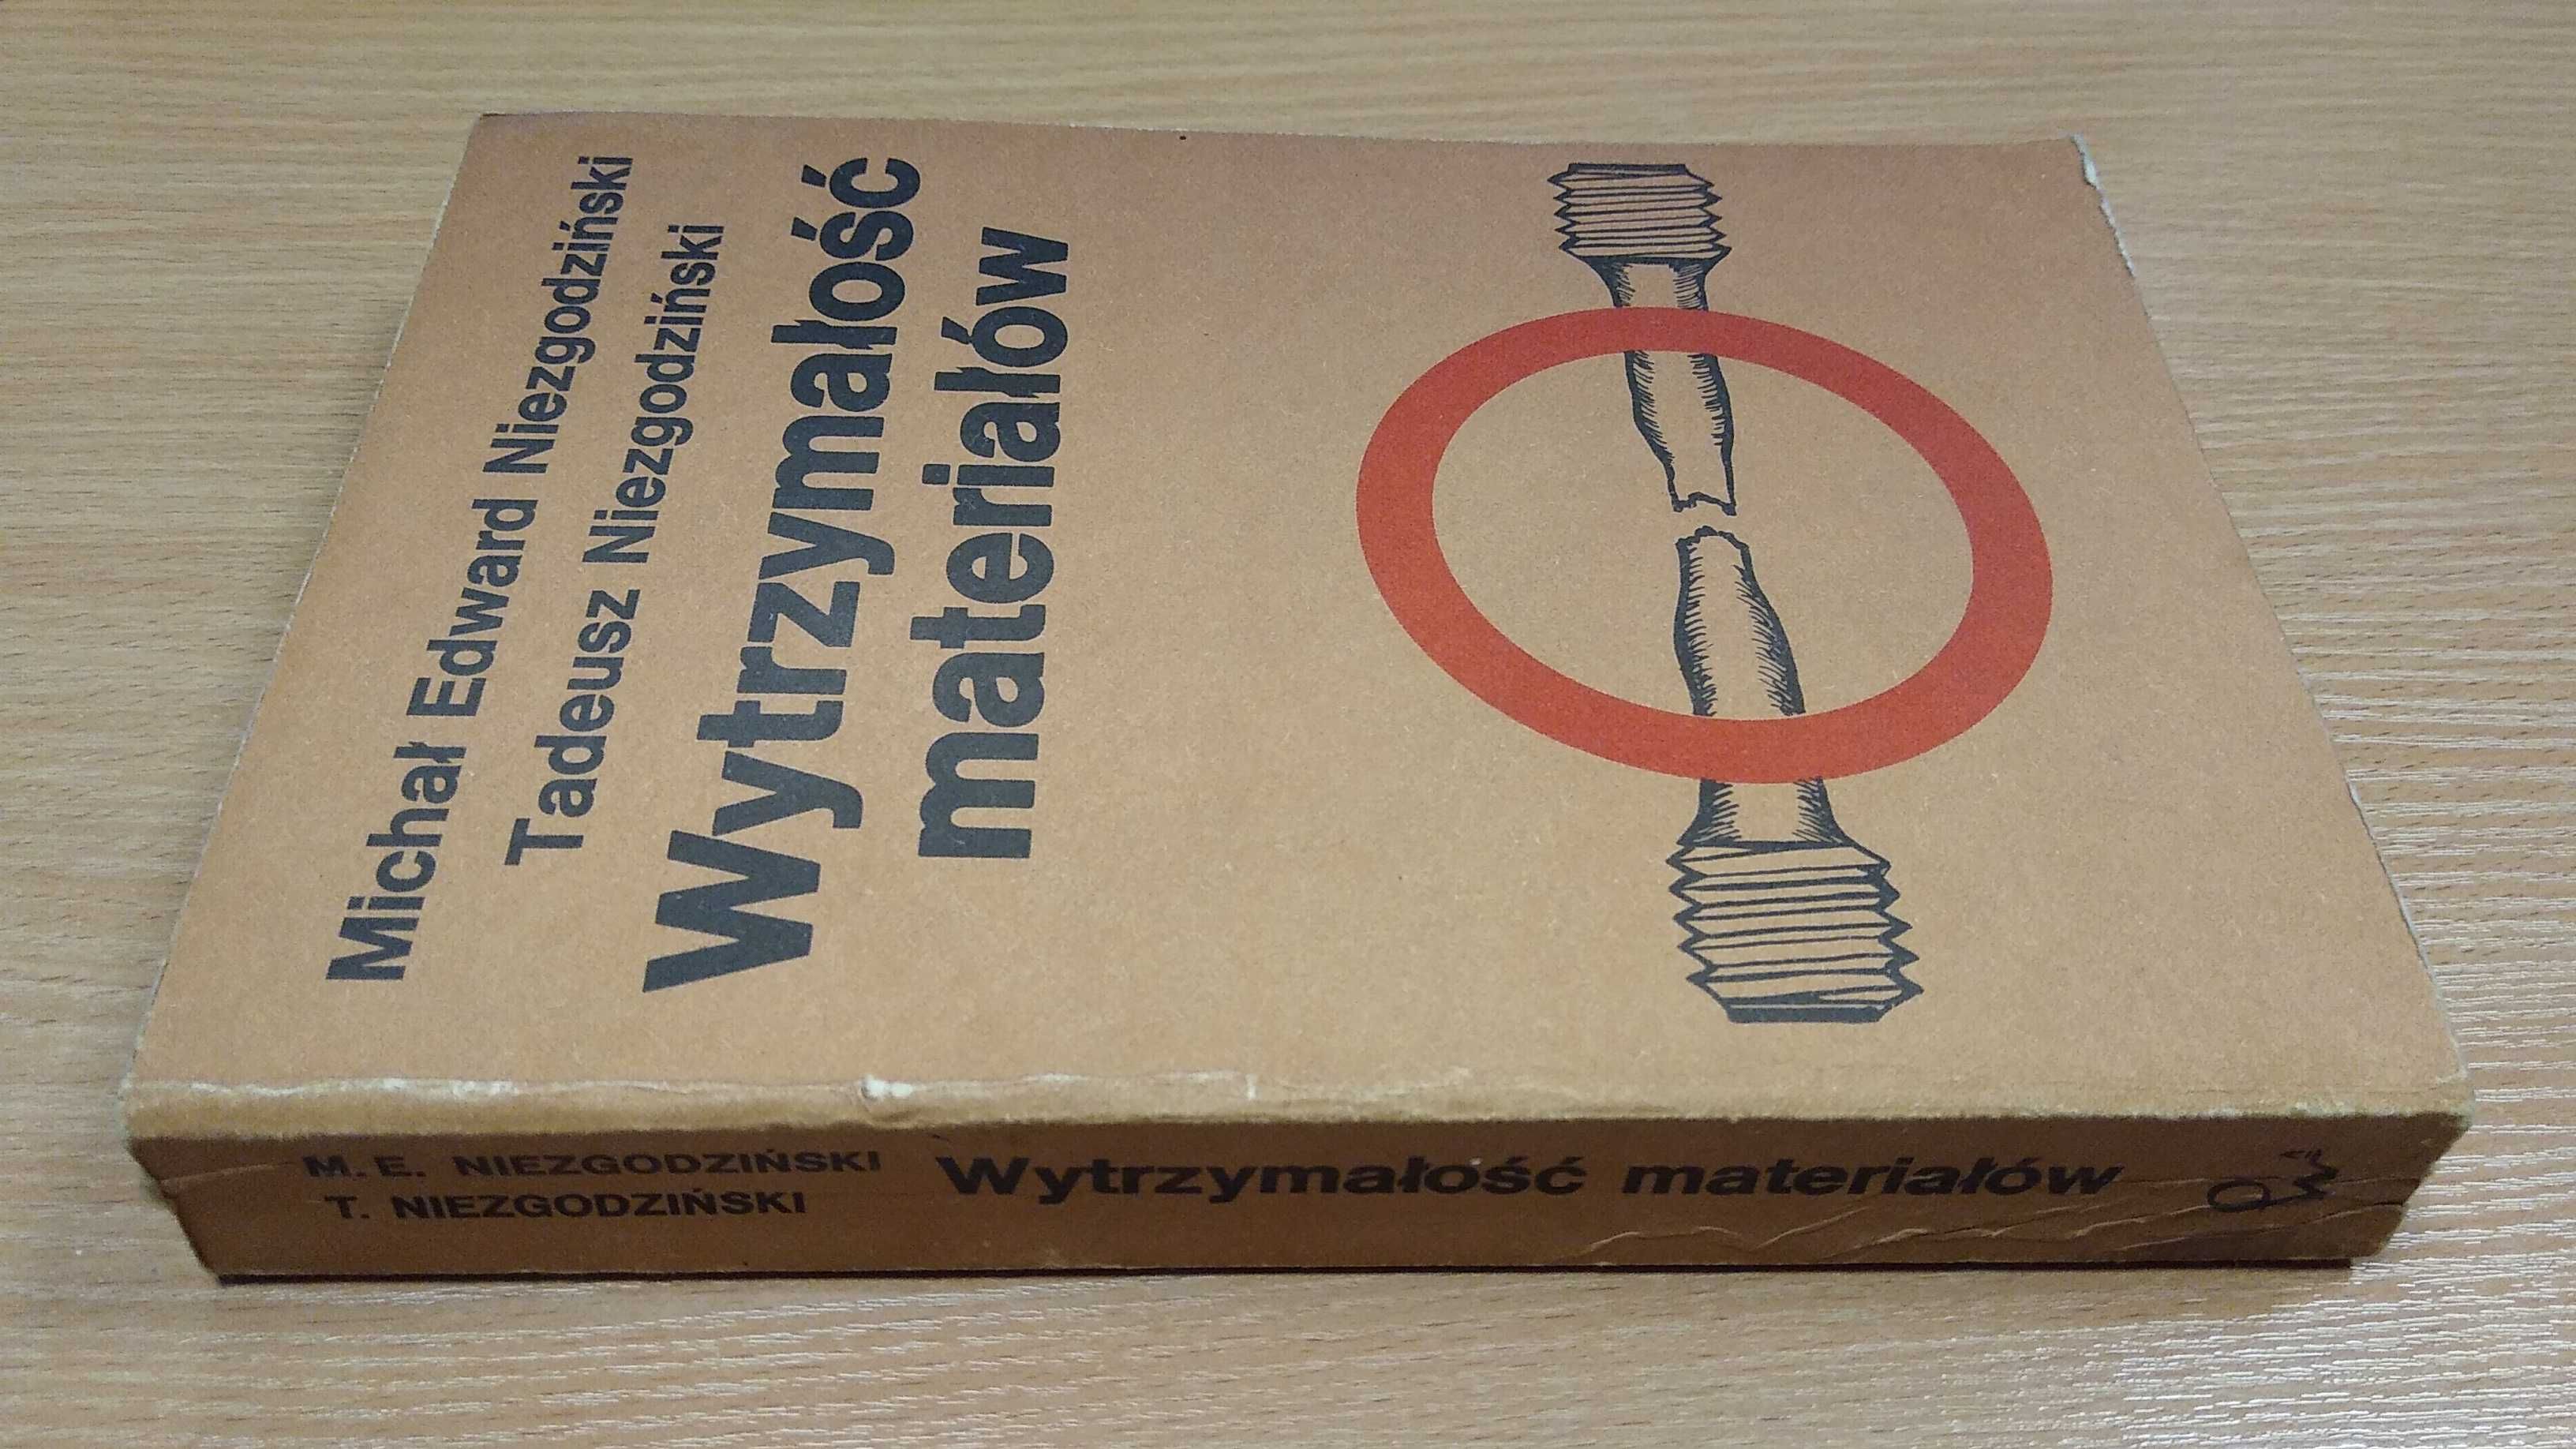 Michał Edward Niezgodziński
Tadeusz Niezgodziński
Wytrzymałość
materiałów
M. E. NIEZGODZIŃSKI
T. NIEZGODZIŃSKI
Wytrzymałość materiałów